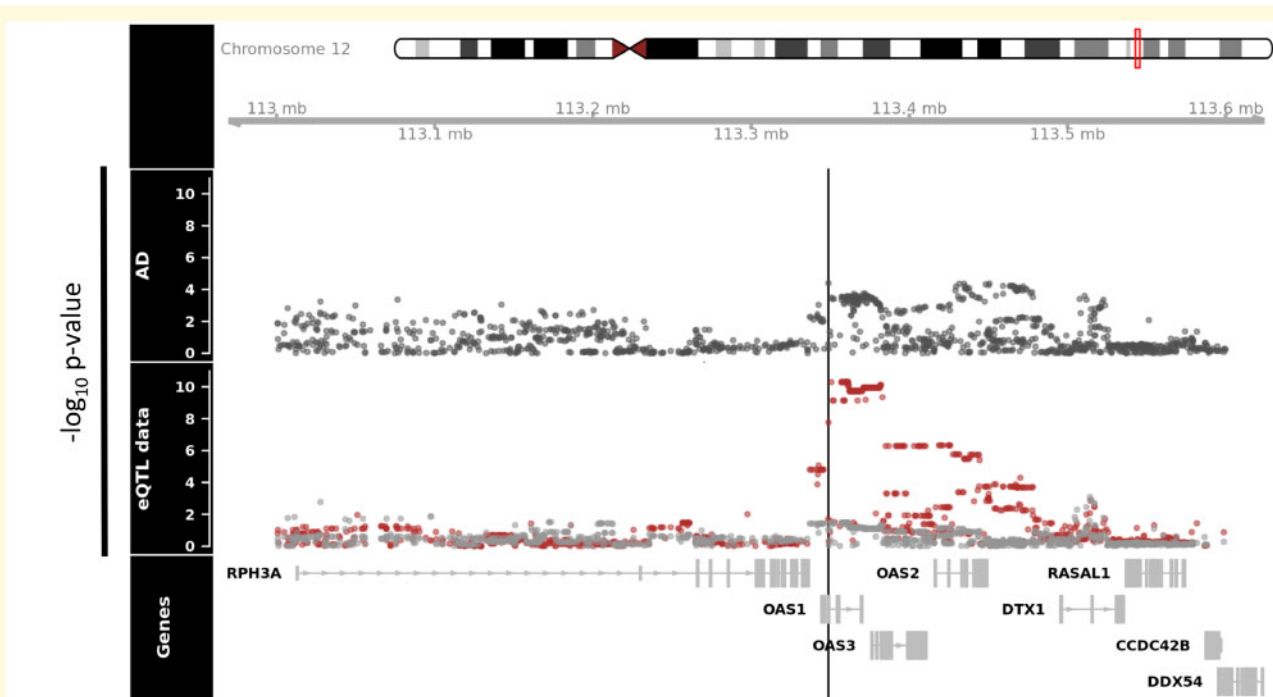 Chromosome 12
113 mb 113.2 mb 113.4 mb 113.6 mb
113.1 mb 113.3 mb 113.5 mb
-log10 p-value
AD
10
8
6
4
2
0
eQTL data
10
8
6
4
2
0
Genes
RPH3A OAS2 RASAL1
OAS1 DTX1
OAS3 CCDC42B
DDX54